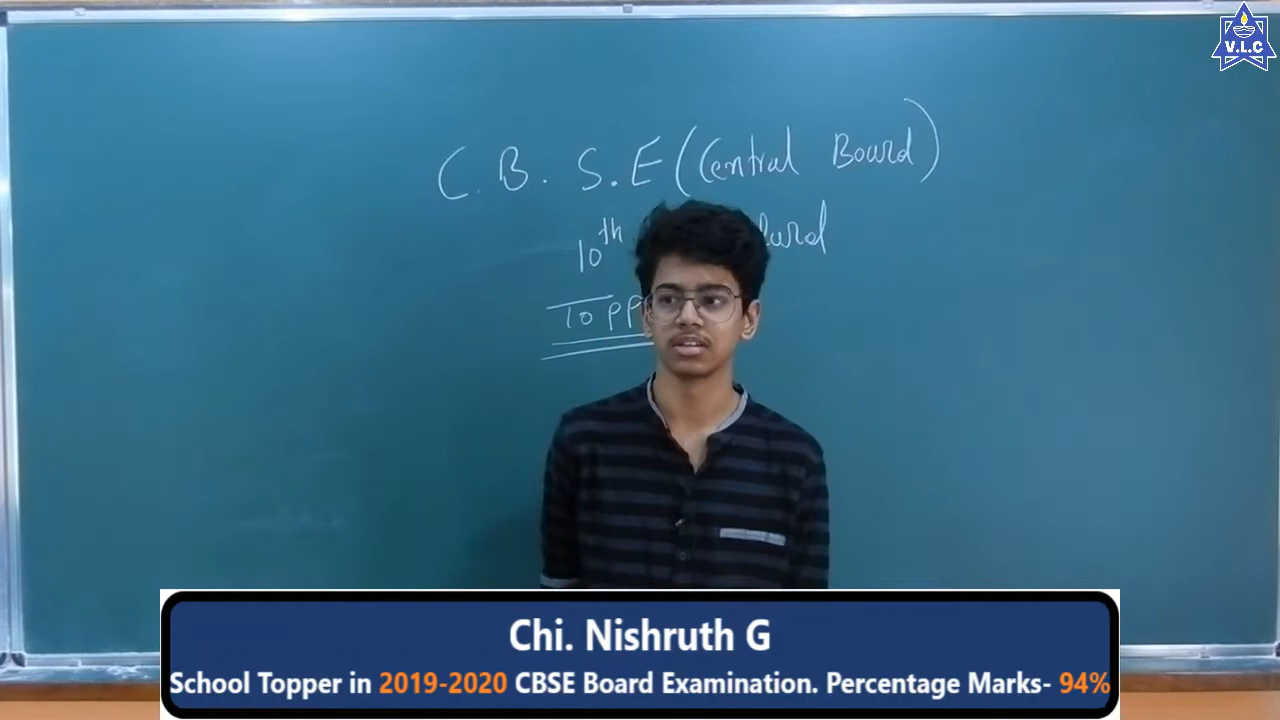 V.L.C
C. B. S. E (Central Board)
10th
Chi. Nishruth G
School Topper in 2019-2020 CBSE Board Examination. Percentage Marks- 94%